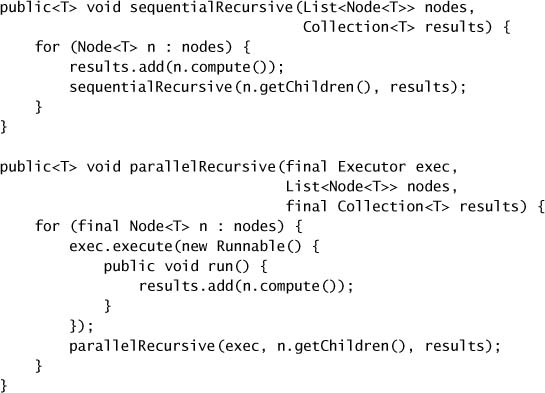 public<T> void sequentialRecursive(List<Node<T>> nodes,
                                   Collection<T> results) {
    for (Node<T> n : nodes) {
        results.add(n.compute());
        sequentialRecursive(n.getChildren(), results);
    }
}

public<T> void parallelRecursive(final Executor exec,
                                 List<Node<T>> nodes,
                                 final Collection<T> results) {
    for (final Node<T> n : nodes) {
        exec.execute(new Runnable() {
            public void run() {
                results.add(n.compute());
            }
        });
        parallelRecursive(exec, n.getChildren(), results);
    }
}